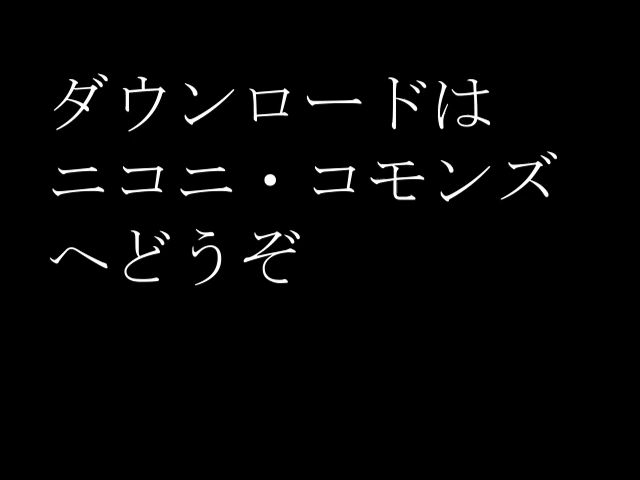 ダウンロードは
ニコニ・コモンズ
へどうぞ